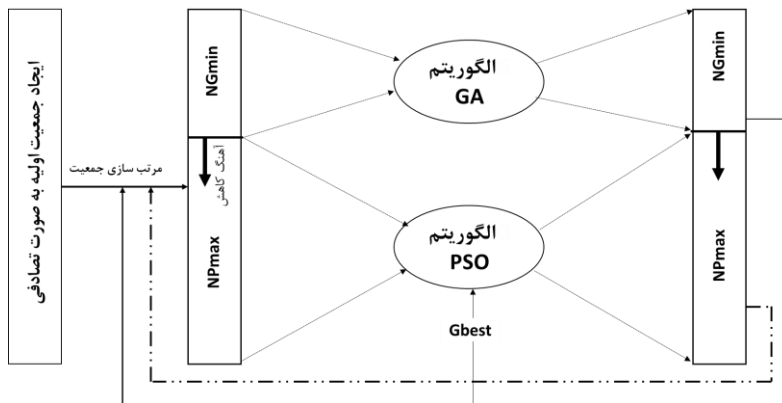 ایجاد جمعیت اولیه به صورت تصادفی
مرتب سازی جمعیت
NGmin
آهنگ کاهش
NPmax
الگوریتم
GA
الگوریتم
PSO
Gbest
NGmin
NPmax